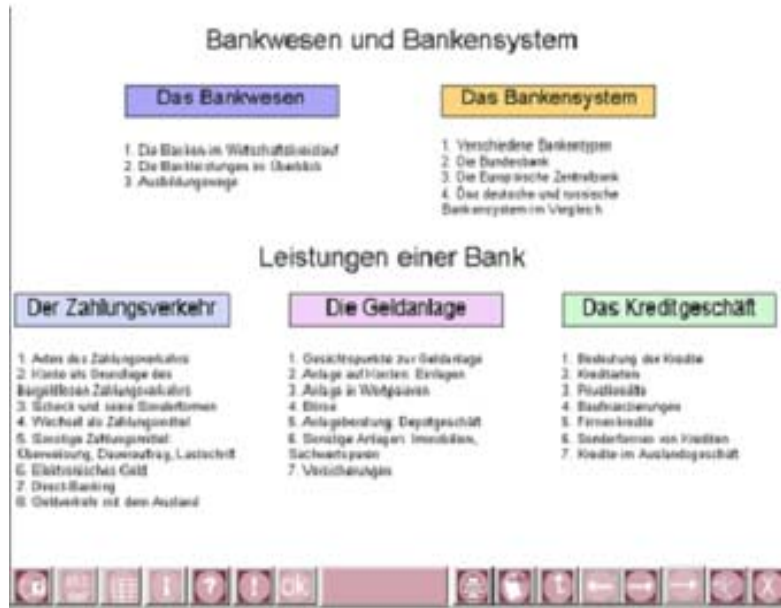 Bankwesen und Bankensystem
Das Bankwesen
1. Die Banken im Wirtschaftskreislauf
2. Die Bankleistungen im Überblick
3. Ausbildungswege
Das Bankensystem
1. Verschiedene Bankentypen
2. Die Bundesbank
3. Die Europäische Zentralbank
4. Das deutsche und russische
Bankensystem im Vergleich
Leistungen einer Bank
Der Zahlungsverkehr
1. Arten des Zahlungsverkehrs
2. Konto als Grundlage des
Bargeldlosen Zahlungsverkehrs
3. Scheck und seine Sonderformen
4. Wechsel als Zahlungsmittel
5. Sonstige Zahlungsmittel:
Überweisung, Dauerauftrag, Lastschrift
6. Elektronisches Geld
7. Direct-Banking
8. Geldverkehr mit dem Ausland
Die Geldanlage
1. Gesichtspunkte zur Geldanlage
2. Anlage auf Konten: Einlagen
3. Anlage in Wertpapieren
4. Börse
5. Anlageberatung: Depotgeschäft
6. Sonstige Anlagen: Immobilien,
Sachwertsparen
7. Versicherungen
Das Kreditgeschäft
1. Bedeutung der Kredite
2. Kreditarten
3. Privatkredite
4. Baufinanzierungen
5. Firmenkredite
6. Sonderformen von Krediten
7. Kredite im Auslandsgeschäft
i
?
!
ok